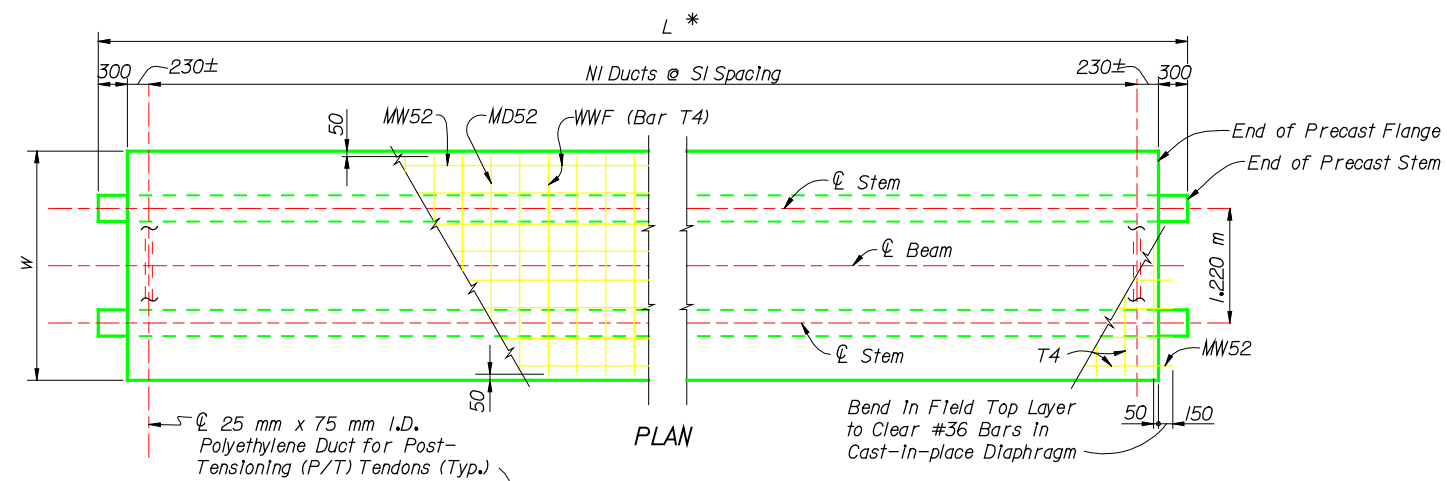 L *
300
230±
NI Ducts @ SI Spacing
230±
300
50
MW52
MD52
WWF (Bar T4)
End of Precast Flange
End of Precast Stem
℄ Stem
W
℄ Beam
1.220 m
℄ Stem
T4
MW52
50
℄ 25 mm x 75 mm I.D.
Polyethylene Duct for Post-
Tensioning (P/T) Tendons (Typ.)
PLAN
Bend in Field Top Layer
to Clear #36 Bars in
Cast-in-place Diaphragm
50
150